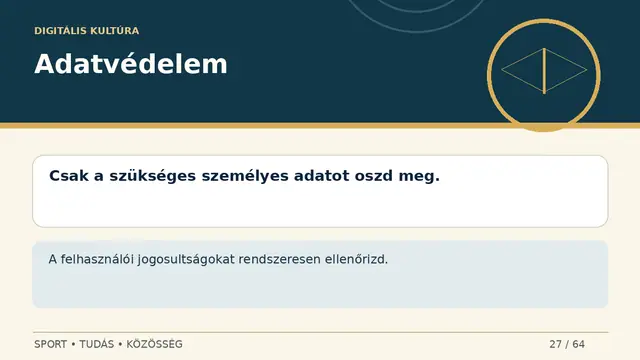 DIGITÁLIS KULTÚRA
Adatvédelem
Csak a szükséges személyes adatot oszd meg.
A felhasználói jogosultságokat rendszeresen ellenőrizd.
SPORT • TUDÁS • KÖZÖSSÉG
27 / 64